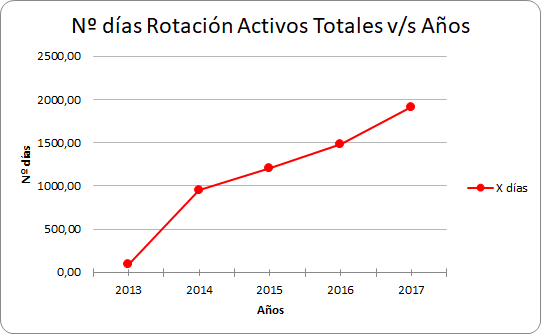 Nº días Rotación Activos Totales v/s Años
2500,00
2000,00
1500,00
1000,00
500,00
0,00
Nº días
2013 2014 2015 2016 2017
Años
X días